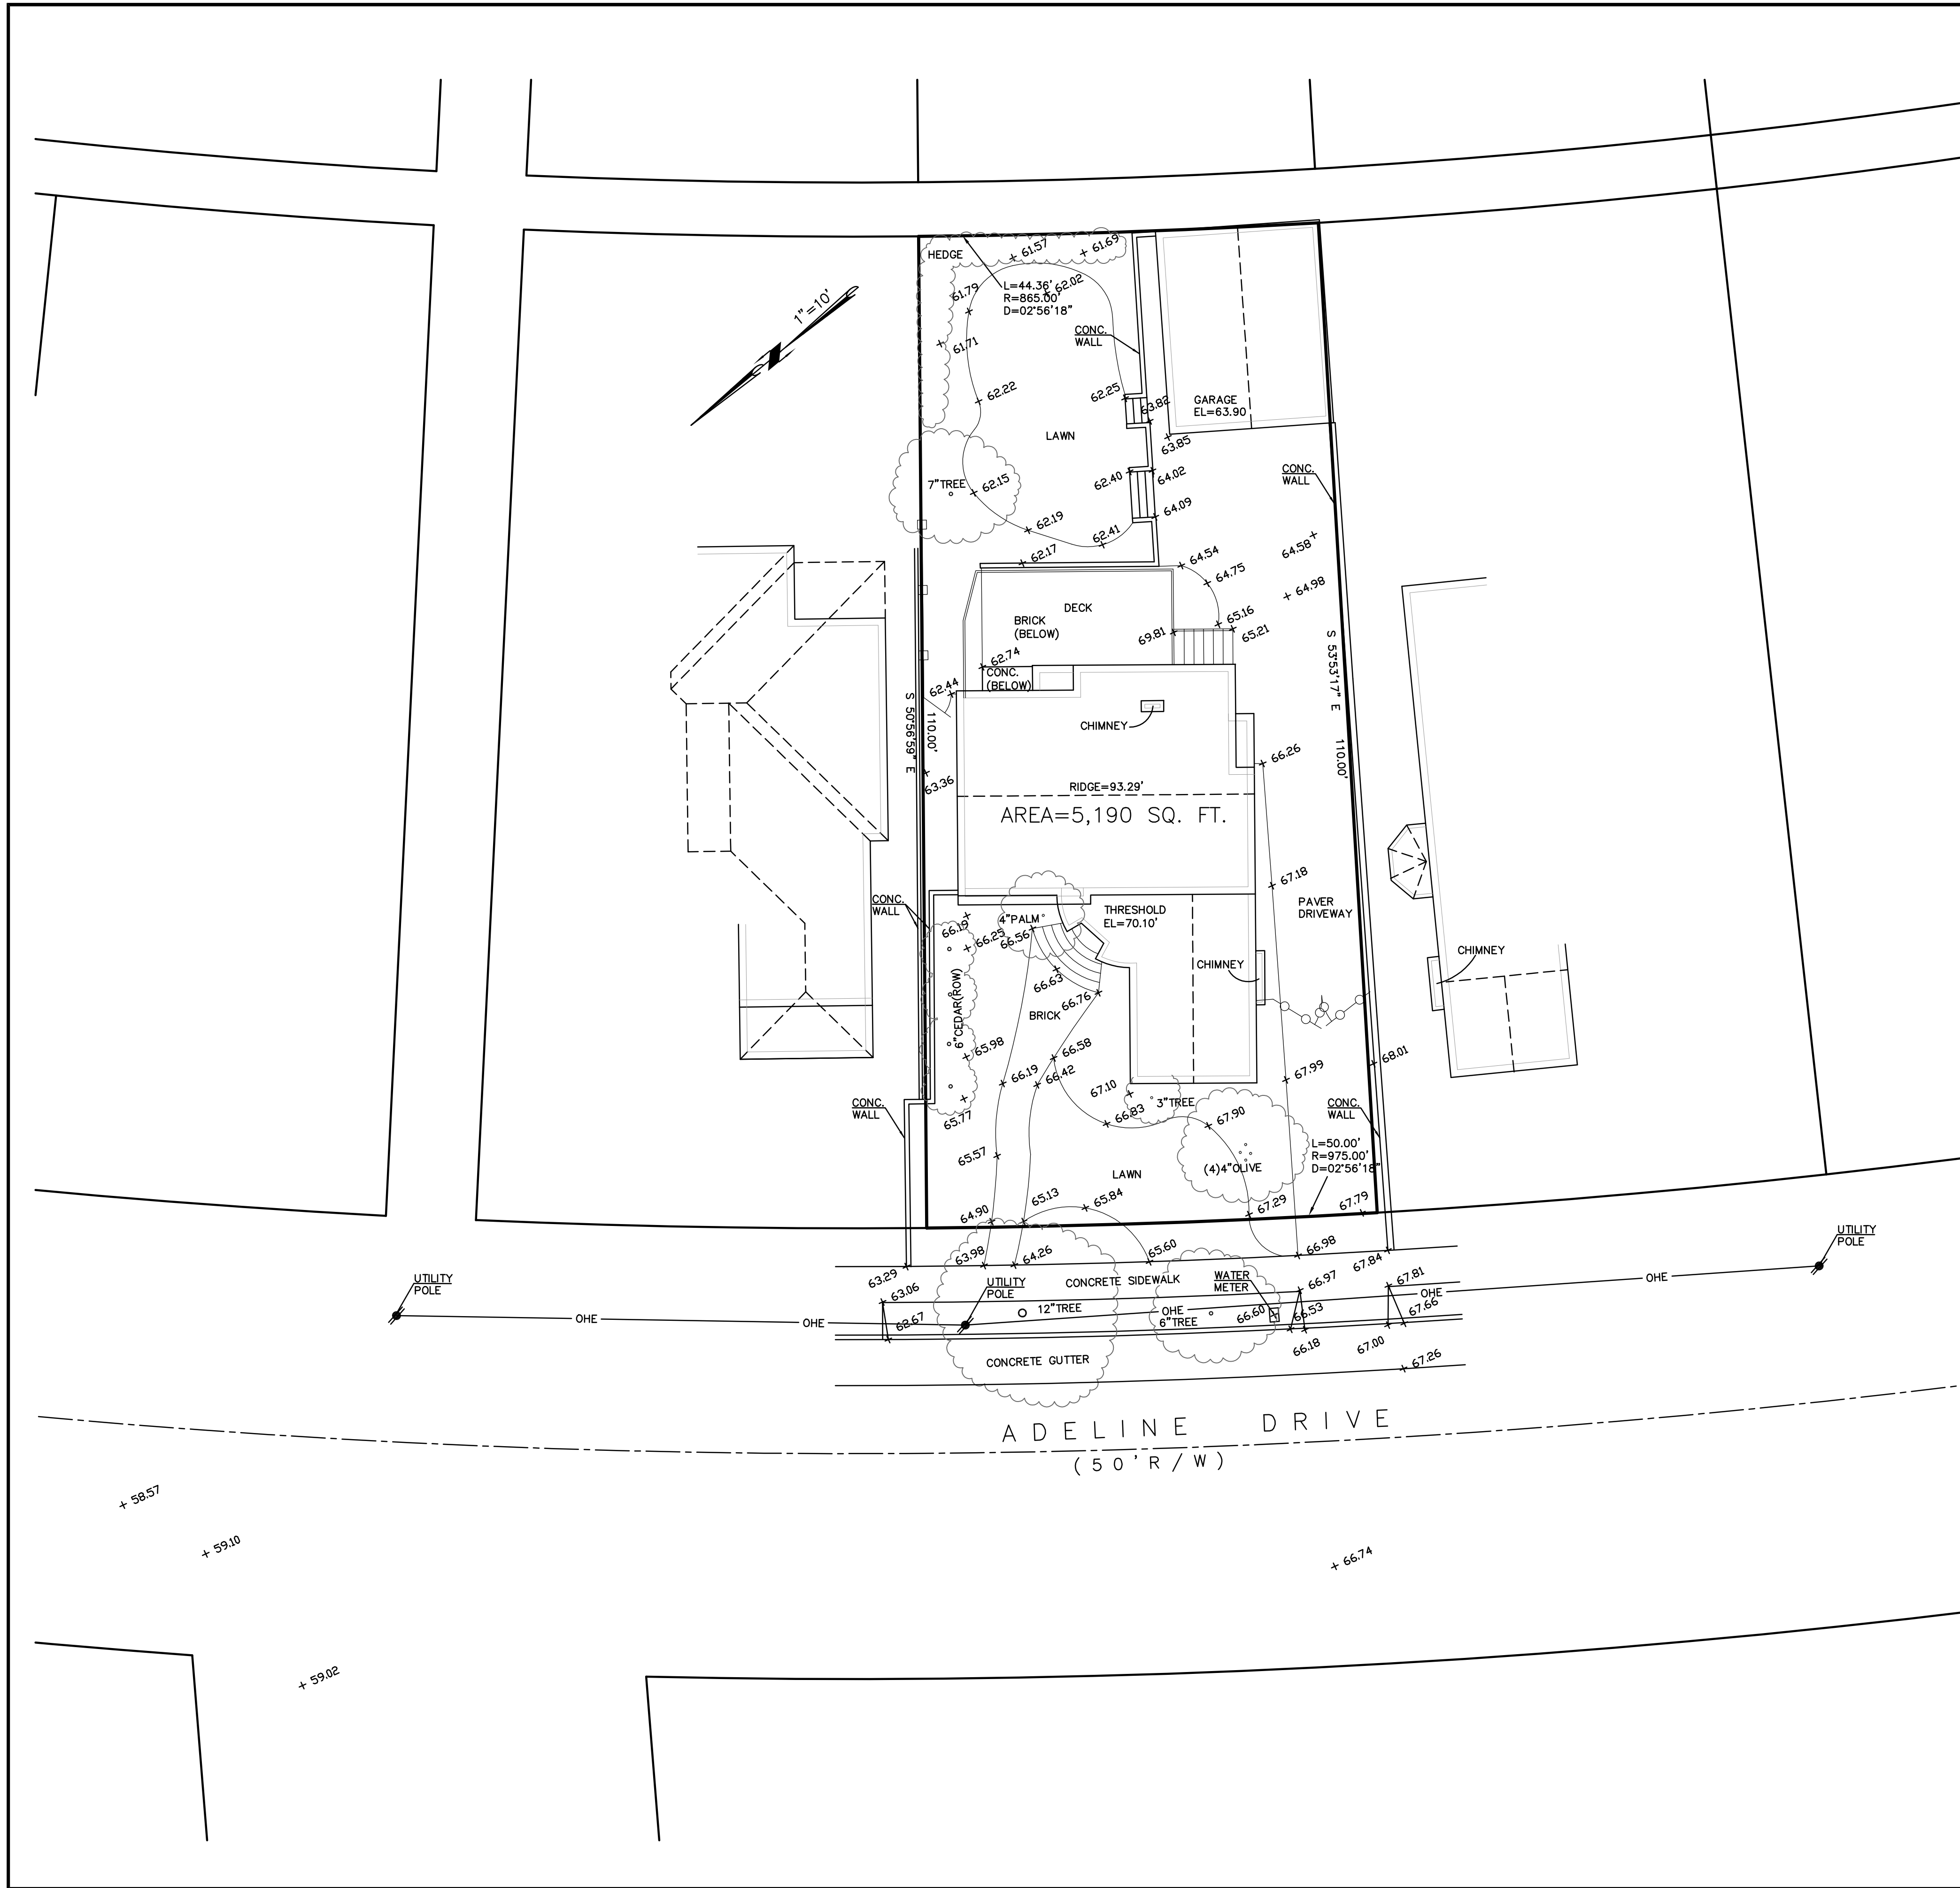 HEDGE
61.57
61.69
61.79
L=44.36'
R=865.00'
D=02°56'18"
62.02
1"=10'
CONC.
WALL
61.71
62.22
62.25
63.82
GARAGE
EL=63.90
LAWN
63.85
CONC.
WALL
62.40
64.02
7"TREE
62.15
64.09
62.19
62.41
62.17
64.54
64.58
64.75
64.98
DECK
BRICK
(BELOW)
69.81
65.16
65.21
62.74
CONC.
(BELOW)
62.44
S 53°53'17" E
110.00'
S 50°56'59" E
110.00'
CHIMNEY
66.26
63.36
RIDGE=93.29'
AREA=5,190 SQ. FT.
67.18
CONC.
WALL
PAVER
DRIVEWAY
66.19
4"PALM
THRESHOLD
EL=70.10'
66.25
66.56
CHIMNEY
CHIMNEY
66.63
66.76
6"CEDAR(ROW)
BRICK
65.98
66.58
68.01
66.19
66.42
67.99
67.10
CONC.
WALL
65.77
3"TREE
66.83
67.90
CONC.
WALL
65.57
L=50.00'
R=975.00'
D=02°56'18"
LAWN
(4)4"OLIVE
64.90
65.13
65.84
67.29
67.79
UTILITY
POLE
63.98
64.26
65.60
66.98
67.84
63.29
UTILITY
POLE
UTILITY
POLE
CONCRETE SIDEWALK
WATER
METER
66.97
67.81
OHE
63.06
12"TREE
OHE
OHE
6"TREE
66.60
66.53
67.66
OHE
OHE
62.67
66.18
67.00
CONCRETE GUTTER
67.26
ADELINE DRIVE
(50'R/W)
58.57
59.10
66.74
59.02